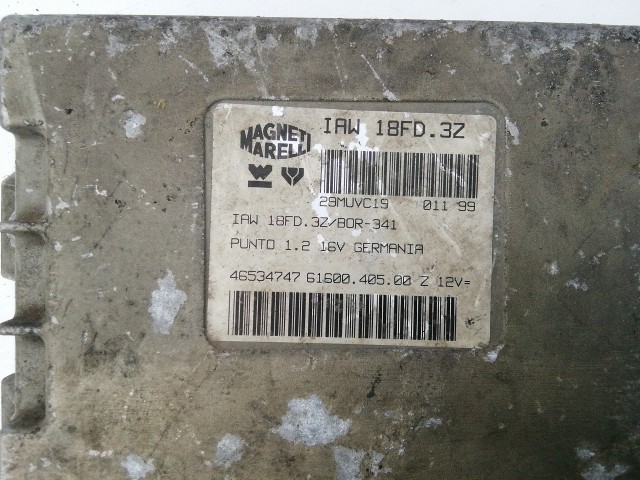 MAGNETI MARELLI
IAW 18FD.3Z
29MUVC19 011 99
IAW 18FD.3Z/BOR-341
PUNTO 1.2 16V GERMANIA
46534747 61600.405.00 Z 12V=